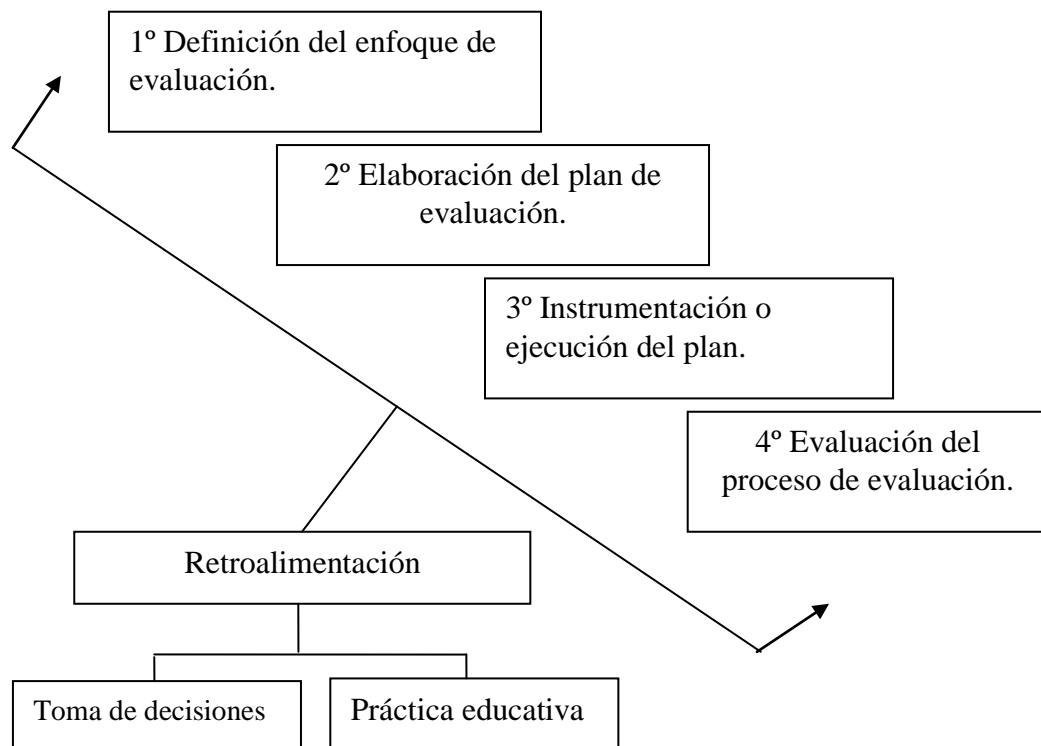 1º Definición del enfoque de
evaluación.
2º Elaboración del plan de
evaluación.
3º Instrumentación o
ejecución del plan.
4º Evaluación del
proceso de evaluación.
Retroalimentación
Toma de decisiones
Práctica educativa